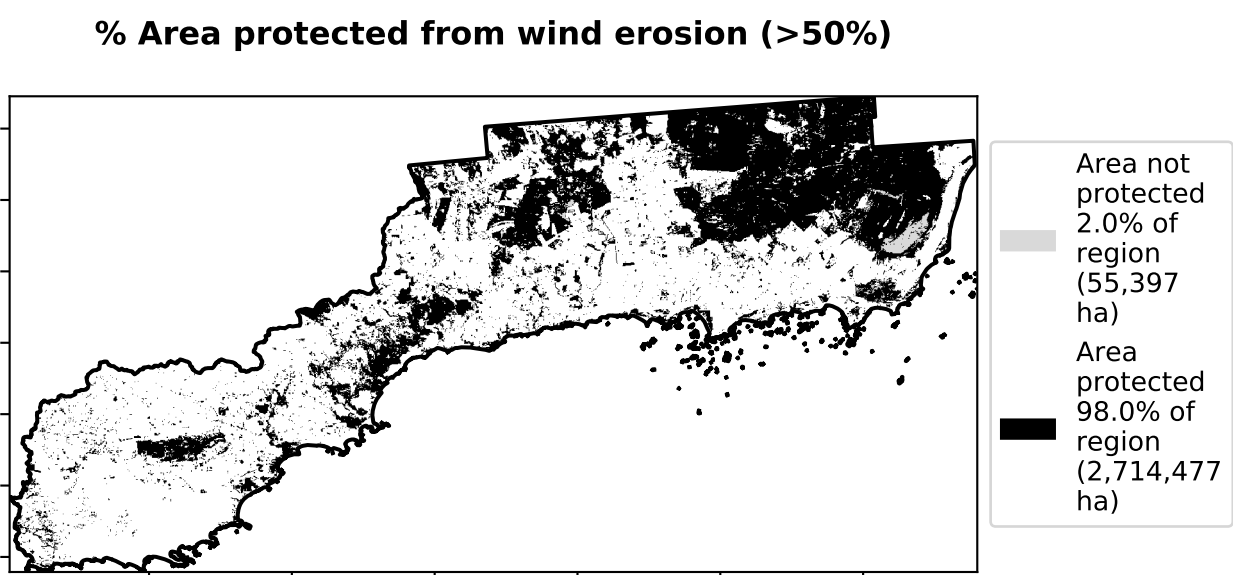 % Area protected from wind erosion (>50%)
Area not
protected
2.0% of
region
(55,397
ha)
Area
protected
98.0% of
region
(2,714,477
ha)